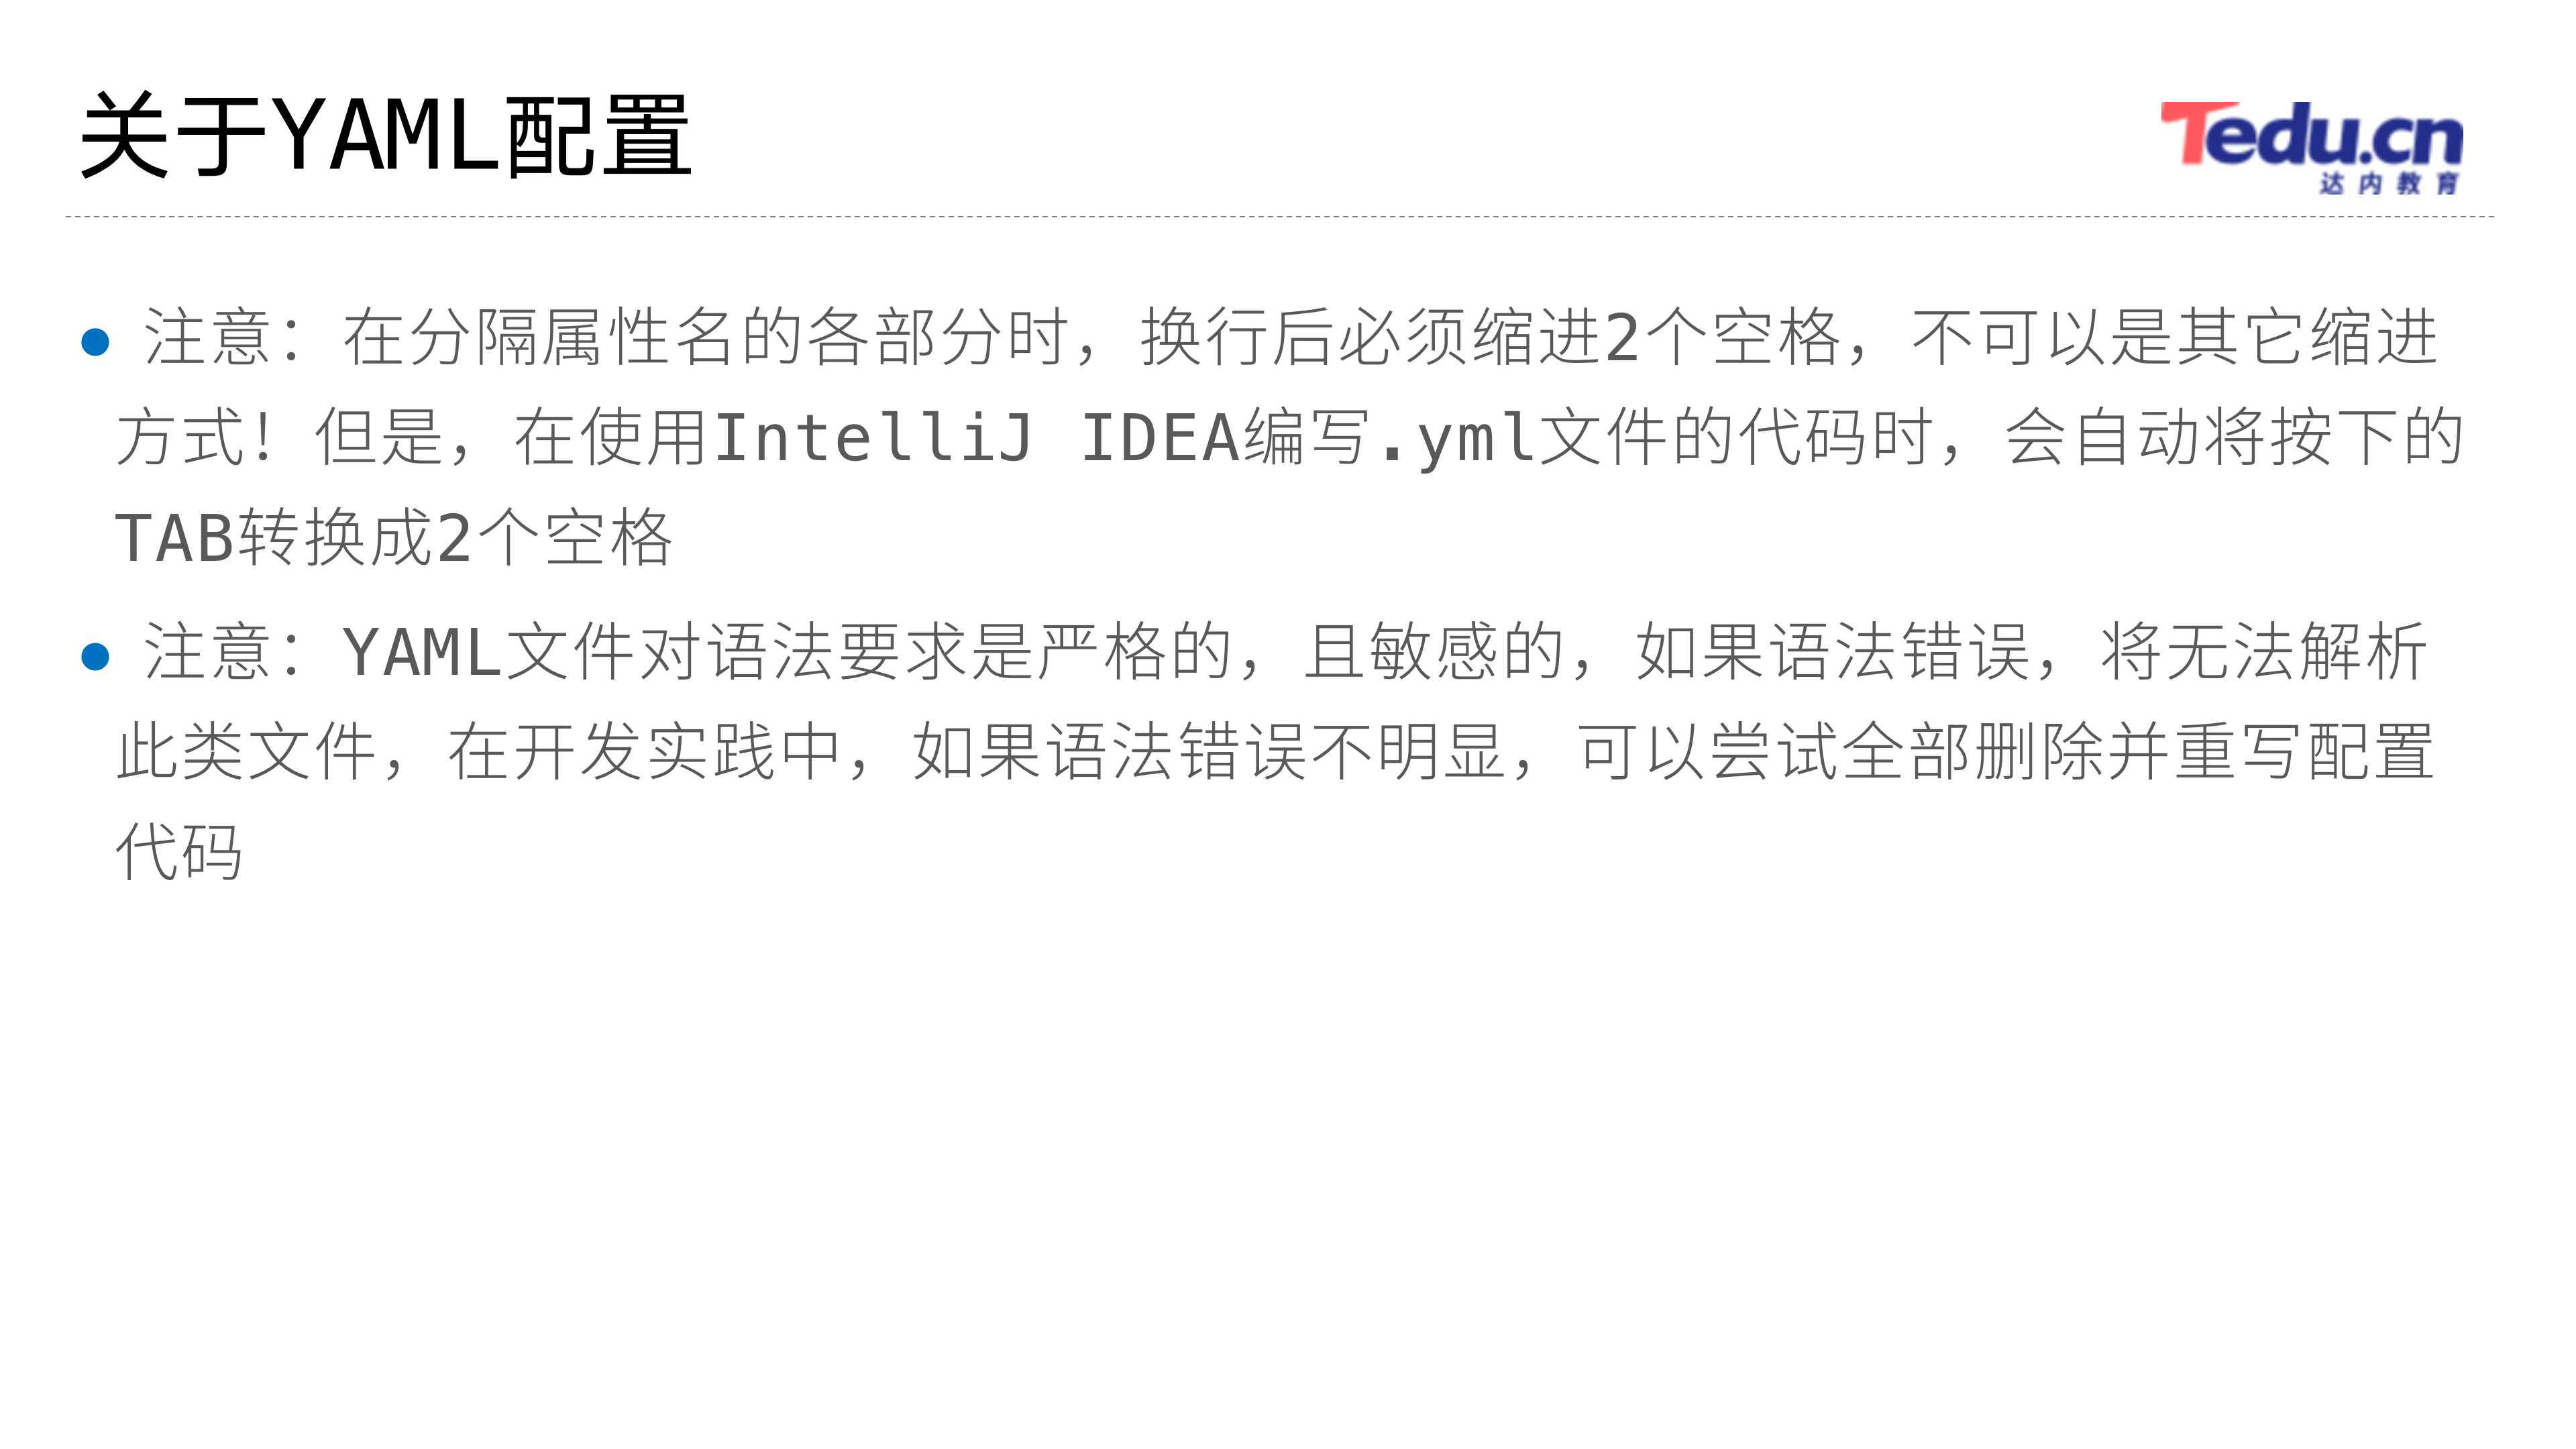 关于YAML配置
Tedu.cn
达内教育
● 注意：在分隔属性名的各部分时，换行后必须缩进2个空格，不可以是其它缩进
方式！但是，在使用IntelliJ IDEA编写.yml文件的代码时，会自动将按下的
TAB转换成2个空格
● 注意：YAML文件对语法要求是严格的，且敏感的，如果语法错误，将无法解析
此类文件，在开发实践中，如果语法错误不明显，可以尝试全部删除并重写配置
代码